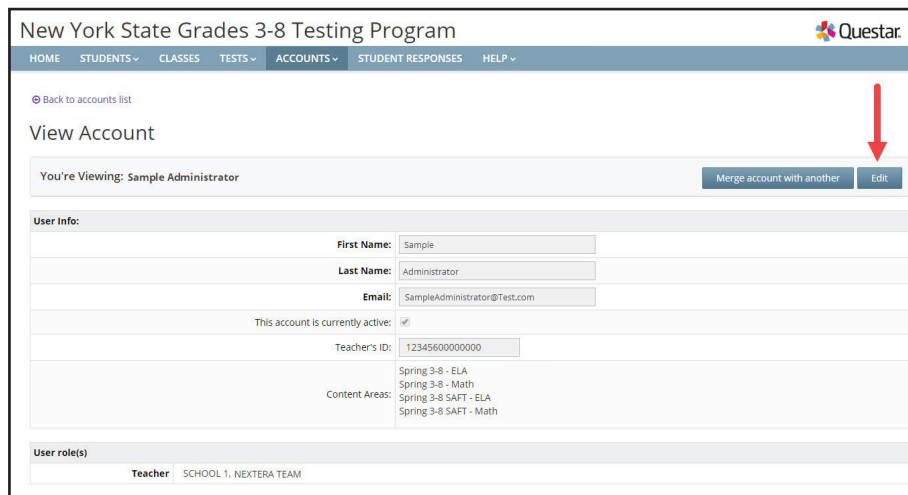 New York State Grades 3-8 Testing Program
Questar.
HOME STUDENTS CLASSES TESTS ACCOUNTS STUDENT RESPONSES HELP
Back to accounts list
View Account
You're Viewing: Sample Administrator
Merge account with another Edit
User Info:
First Name: Sample
Last Name: Administrator
Email: SampleAdministrator@Test.com
This account is currently active:
Teacher's ID: 12345600000000
Content Areas: Spring 3-8 - ELA
Spring 3-8 - Math
Spring 3-8 SAFT - ELA
Spring 3-8 SAFT - Math
User role(s)
Teacher SCHOOL 1, NEXTERA TEAM